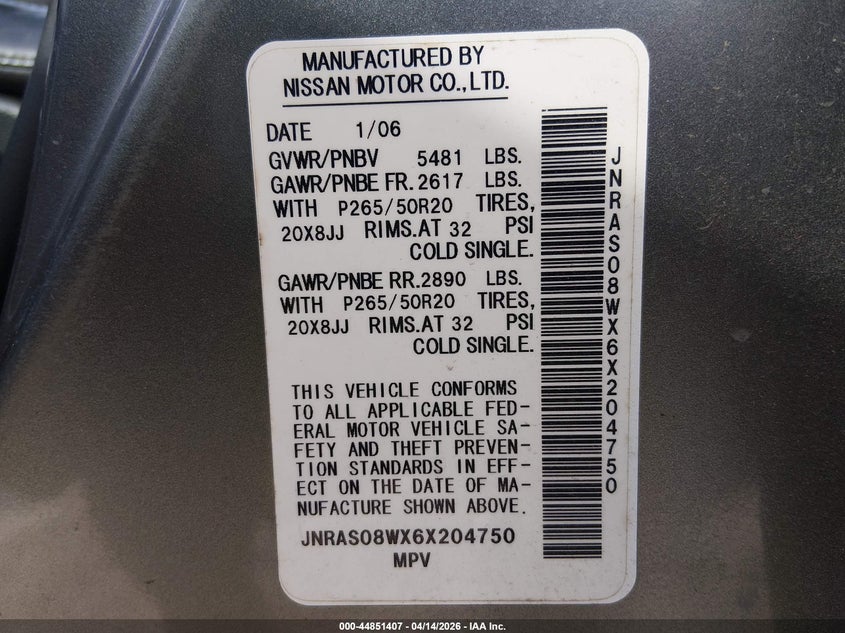 MANUFACTURED BY
NISSAN MOTOR CO.,LTD.
DATE 1/06
GVWR/PNBV 5481 LBS.
GAWR/PNBE FR. 2617 LBS.
WITH P265/50R20 TIRES,
20X8JJ RIMS.AT 32 PSI
COLD SINGLE.
GAWR/PNBE RR. 2890 LBS.
WITH P265/50R20 TIRES,
20X8JJ RIMS.AT 32 PSI
COLD SINGLE.
THIS VEHICLE CONFORMS
TO ALL APPLICABLE FED-
ERAL MOTOR VEHICLE SA-
FETY AND THEFT PREVEN-
TION STANDARDS IN EFF-
ECT ON THE DATE OF MA-
NUFACTURE SHOWN ABOVE.
JNRAS08WX6X204750
MPV
JNRAS08WX6X204750
000-44851407 - 04/14/2026 - IAA Inc.